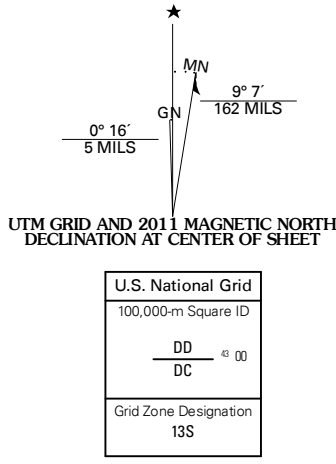 ★
MN
GN
9° 7´
162 MILS
0° 16´
5 MILS
UTM GRID AND 2011 MAGNETIC NORTH
DECLINATION AT CENTER OF SHEET
U.S. National Grid
100,000-m Square ID
DD
43 00
DC
Grid Zone Designation
13S